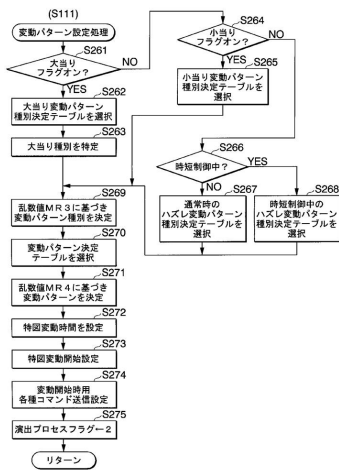 (S111)
変動パターン設定処理
S261
大当り
フラグオン？
NO
YES
S262
大当り変動パターン
種別決定テーブルを選択
S263
大当り種別を特定
S264
小当り
フラグオン？
NO
YES
S265
小当り変動パターン
種別決定テーブルを
選択
S266
時短制御中？
YES
NO
S267
通常時の
ハズレ変動パターン
種別決定テーブルを
選択
S268
時短制御中の
ハズレ変動パターン
種別決定テーブルを
選択
S269
乱数値MR3に基づき
変動パターン種別を決定
S270
変動パターン決定
テーブルを選択
S271
乱数値MR4に基づき
変動パターンを決定
S272
特図変動時間を設定
S273
特図変動開始設定
S274
変動開始時用
各種コマンド送信設定
S275
演出プロセスフラグ←2
リターン